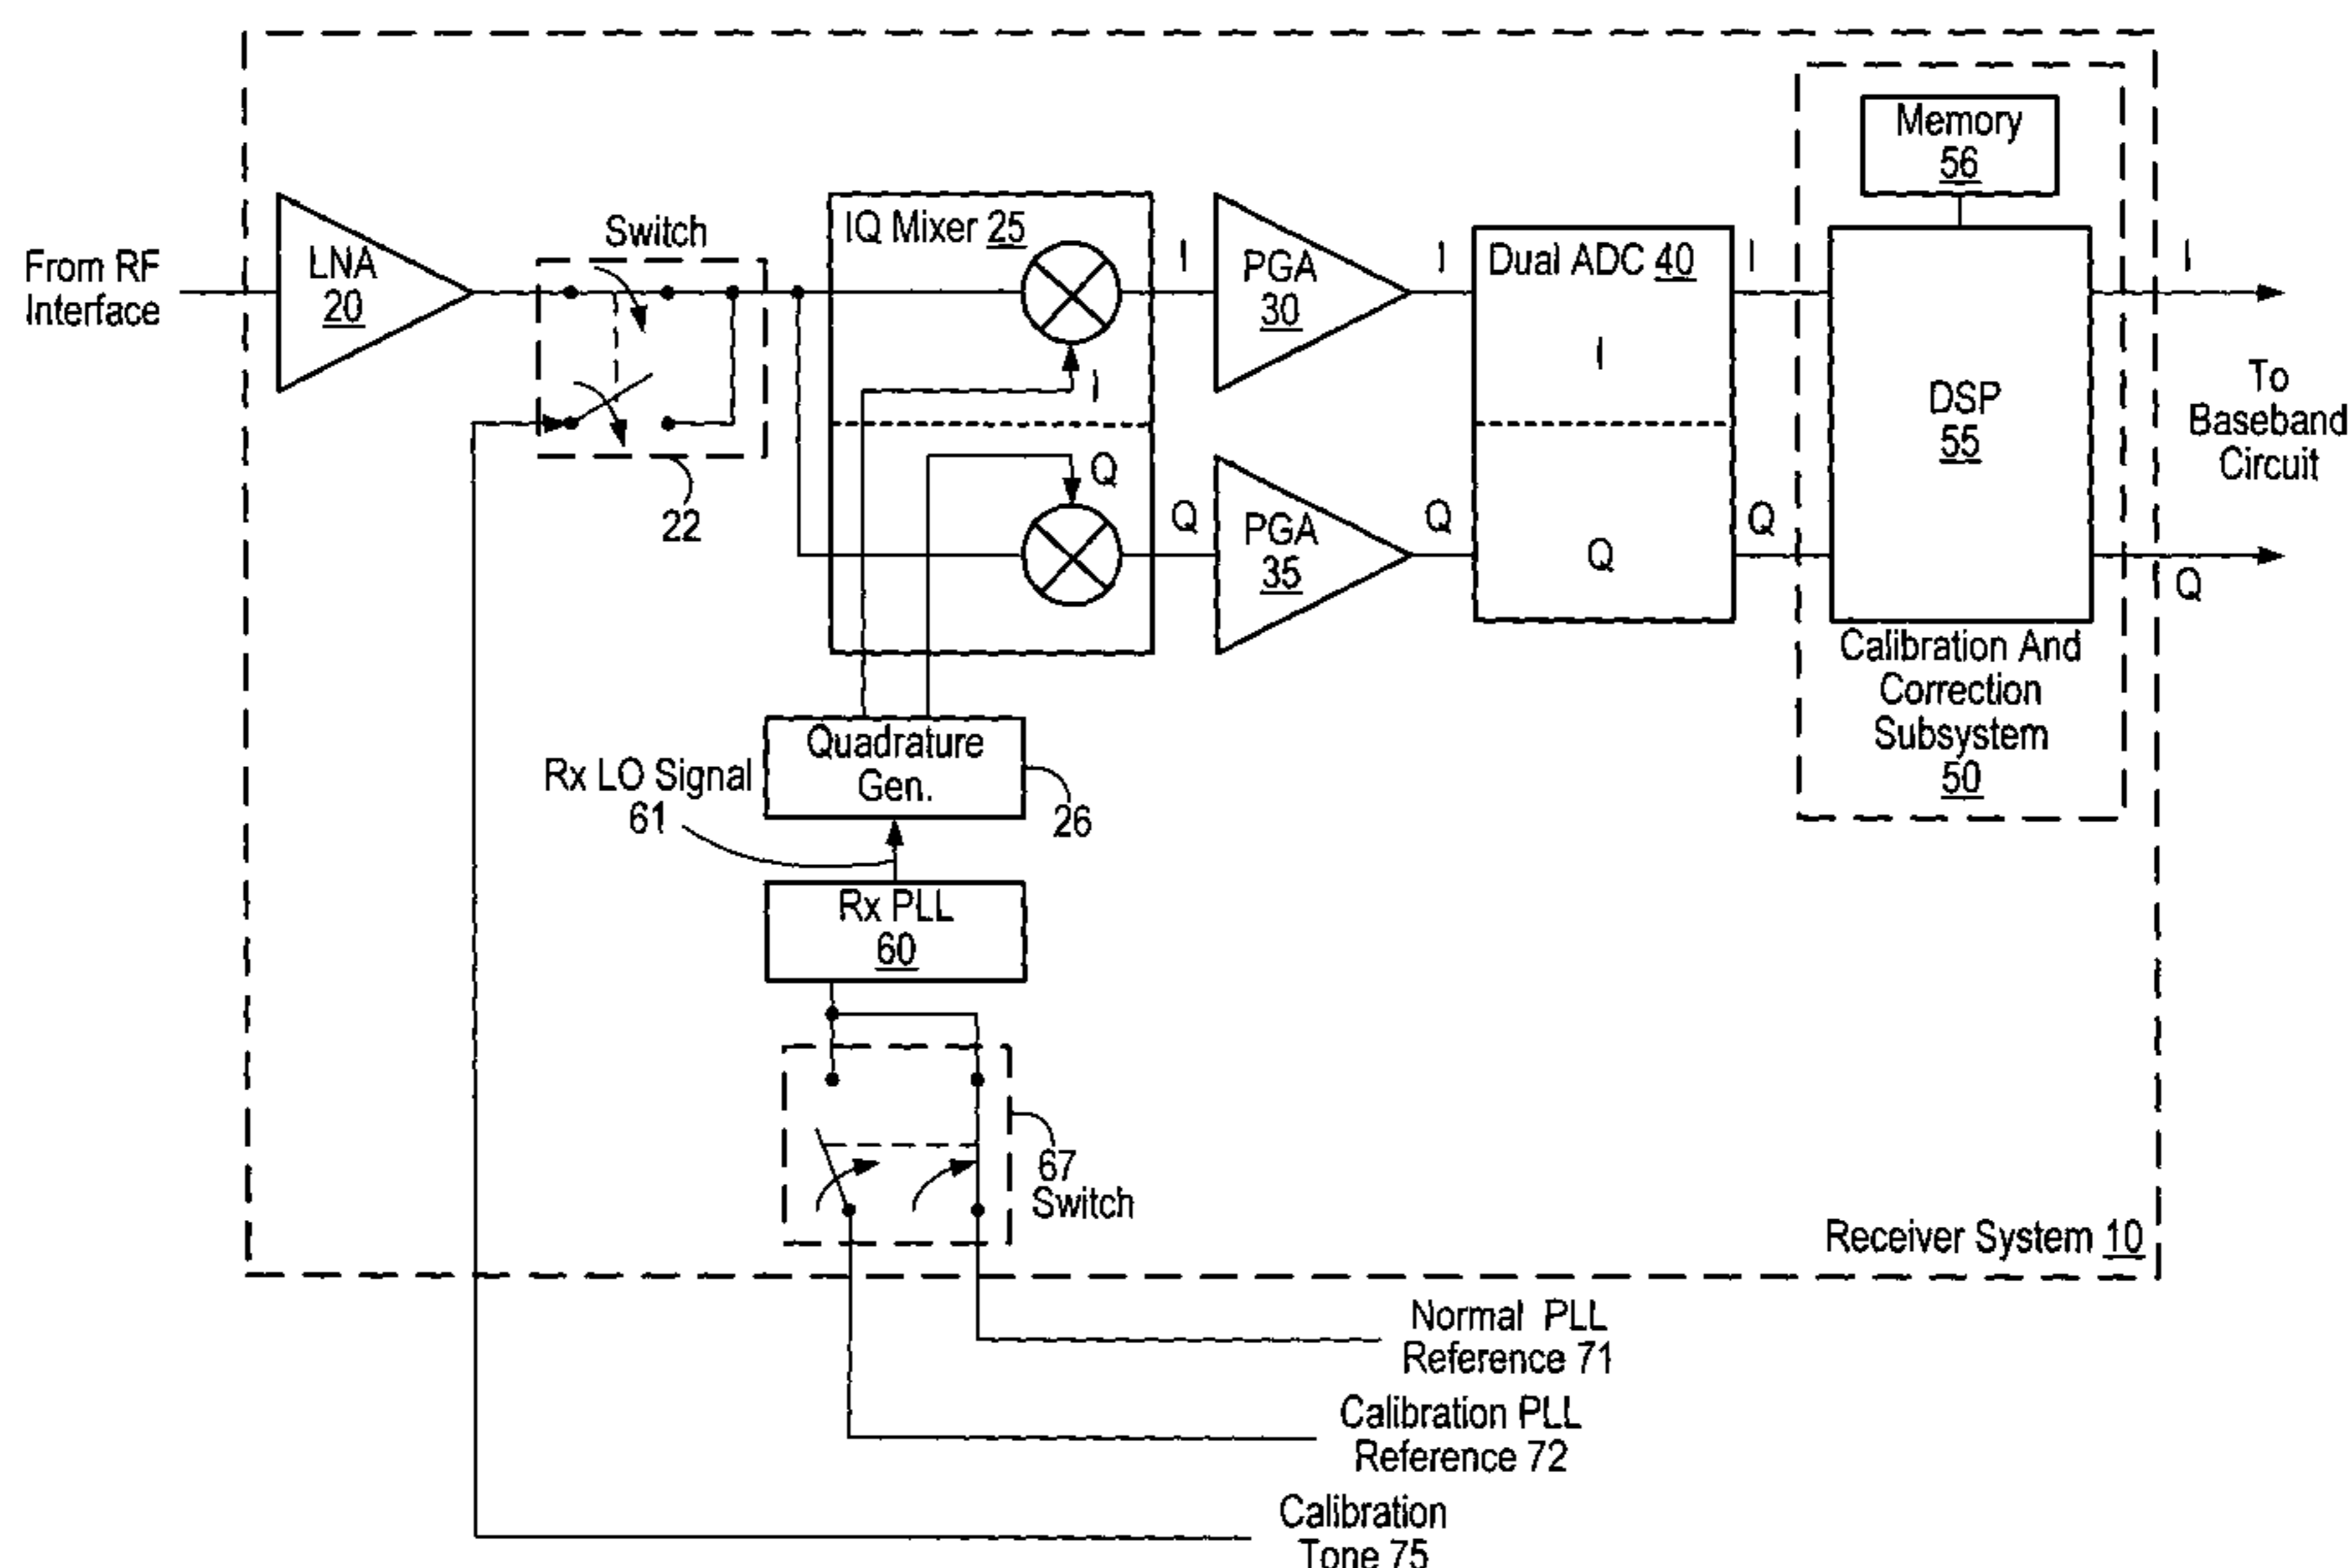 From RF
Interface
LNA
20
Switch
22
IQ Mixer 25
I
Q
I
Q
PGA
30
PGA
35
I
Q
Dual ADC 40
I
Q
I
Q
Memory
56
DSP
55
Calibration And
Correction
Subsystem
50
I
Q
To
Baseband
Circuit
Quadrature
Gen.
26
Rx LO Signal
61
Rx PLL
60
67
Switch
Receiver System 10
Normal PLL
Reference 71
Calibration PLL
Reference 72
Calibration
Tone 75